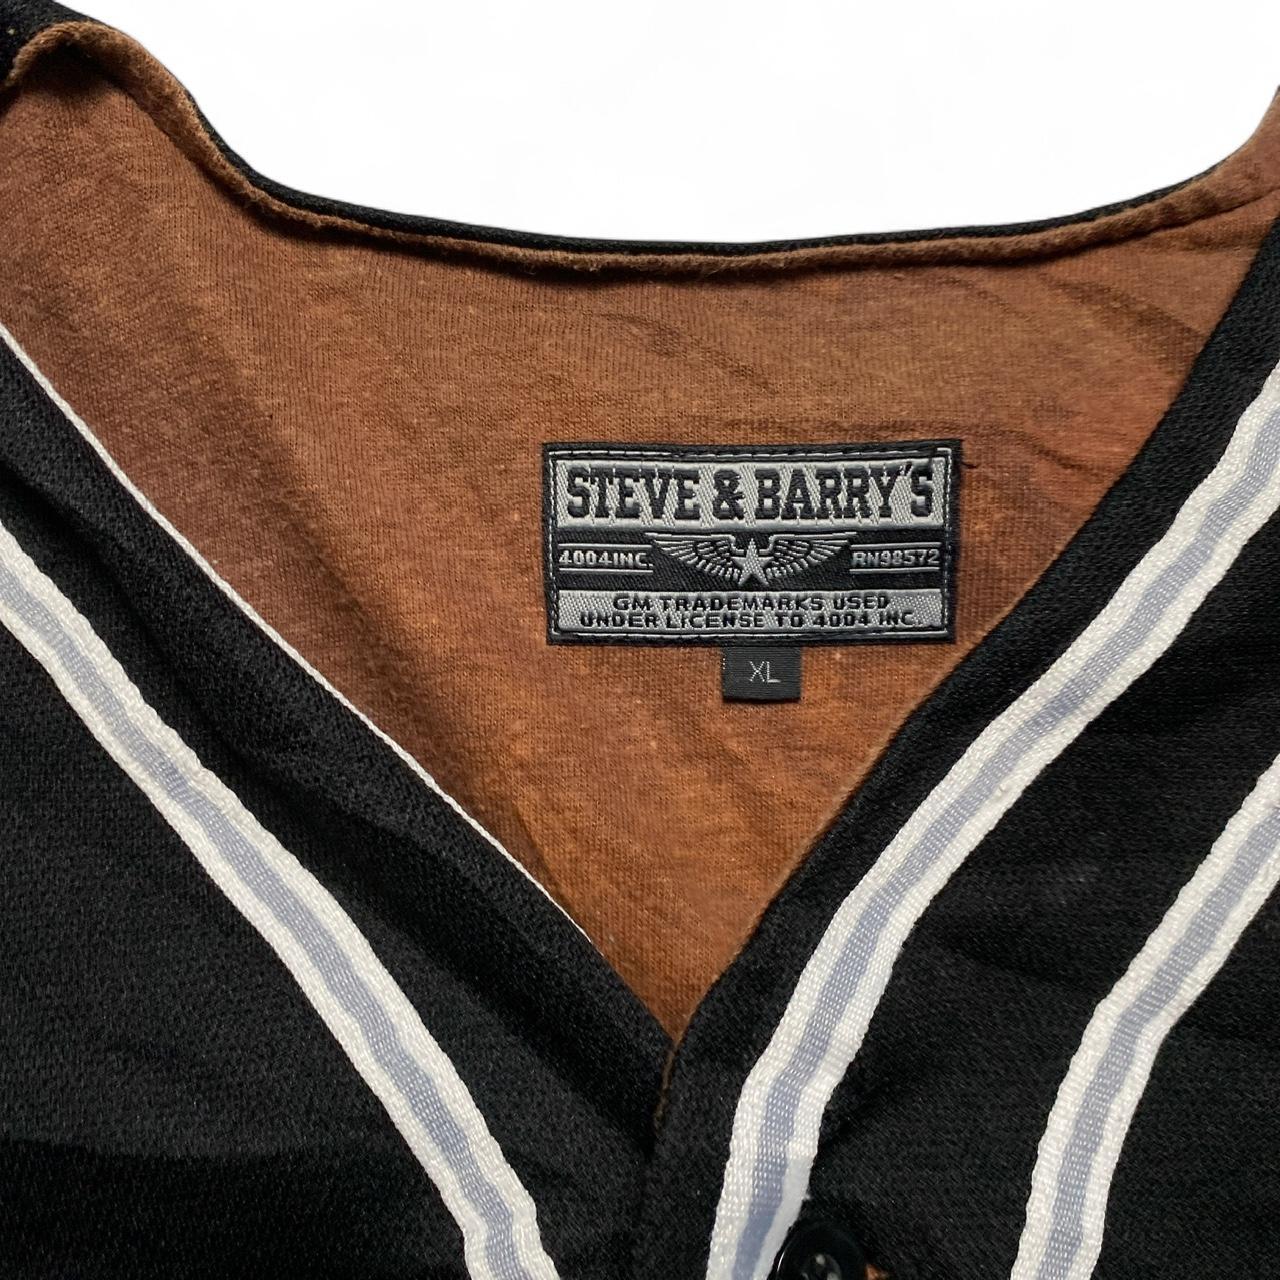 STEVE & BARRY'S
4004 INC. RN98572
GM TRADEMARKS USED
UNDER LICENSE TO 4004 INC.
XL